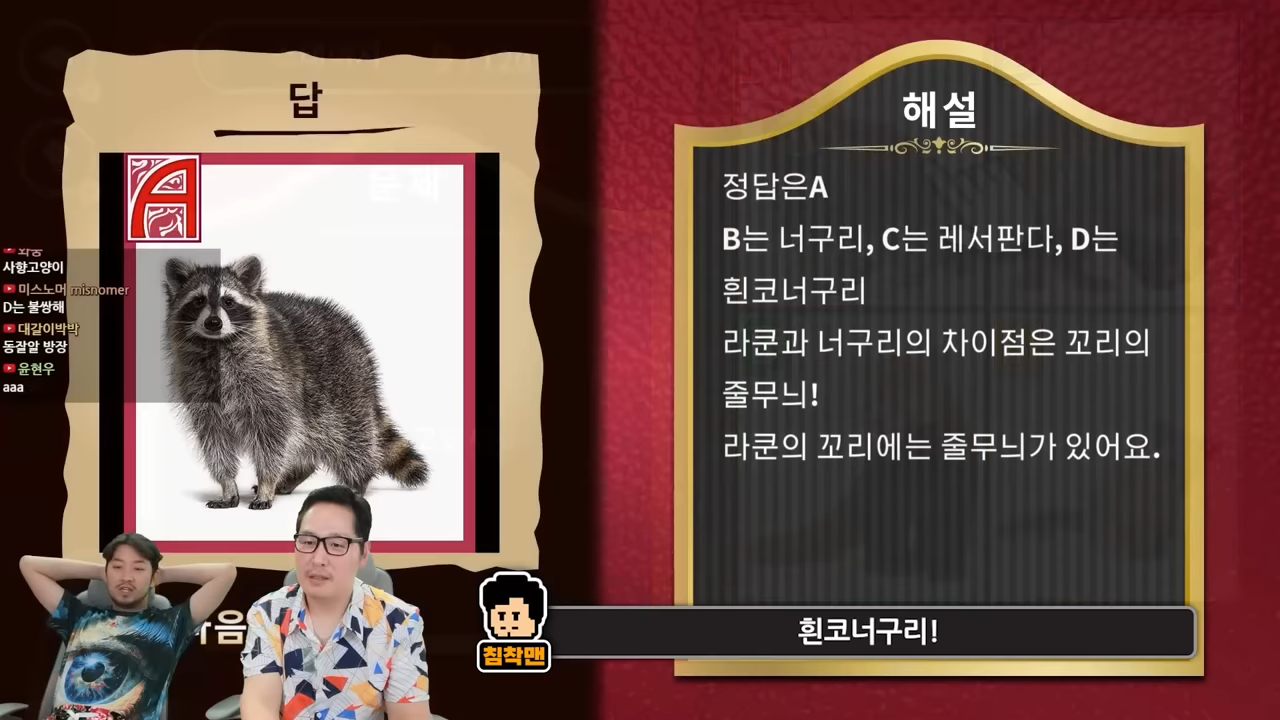 답
A
해설
정답은A
B는 너구리, C는 레서판다, D는
흰코너구리
라쿤과 너구리의 차이점은 꼬리의
줄무늬!
라쿤의 꼬리에는 줄무늬가 있어요.
사향고양이
미스노머 misnomer
D는 불쌍해
대갈이박박
동잘알 방장
윤현우
aaa
흰코너구리!
침착맨